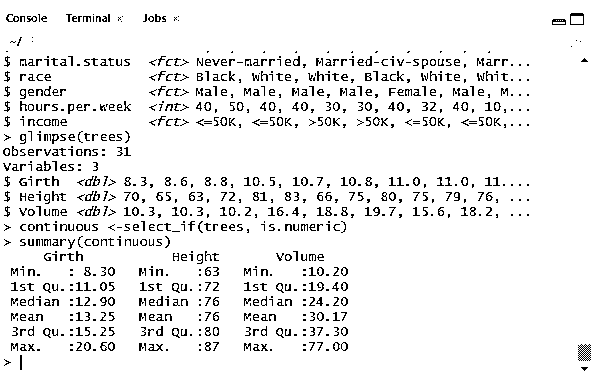 Console Terminal × Jobs ×
~/
$ marital.status <fct> Never-married, Married-civ-spouse, Marr...
$ race <fct> Black, White, White, Black, White, Whit...
$ gender <fct> Male, Male, Male, Male, Female, Male, M...
$ hours.per.week <int> 40, 50, 40, 40, 30, 30, 40, 32, 40, 10,...
$ income <fct> <=50K, <=50K, >50K, >50K, <=50K, <=50K,...
> glimpse(trees)
Observations: 31
Variables: 3
$ Girth <dbl> 8.3, 8.6, 8.8, 10.5, 10.7, 10.8, 11.0, 11.0, 11....
$ Height <dbl> 70, 65, 63, 72, 81, 83, 66, 75, 80, 75, 79, 76, ...
$ Volume <dbl> 10.3, 10.3, 10.2, 16.4, 18.8, 19.7, 15.6, 18.2, ...
> continuous <-select_if(trees, is.numeric)
> summary(continuous)
Girth Height Volume
Min. : 8.30 Min. :63 Min. :10.20
1st Qu.:11.05 1st Qu.:72 1st Qu.:19.40
Median :12.90 Median :76 Median :24.20
Mean :13.25 Mean :76 Mean :30.17
3rd Qu.:15.25 3rd Qu.:80 3rd Qu.:37.30
Max. :20.60 Max. :87 Max. :77.00
>